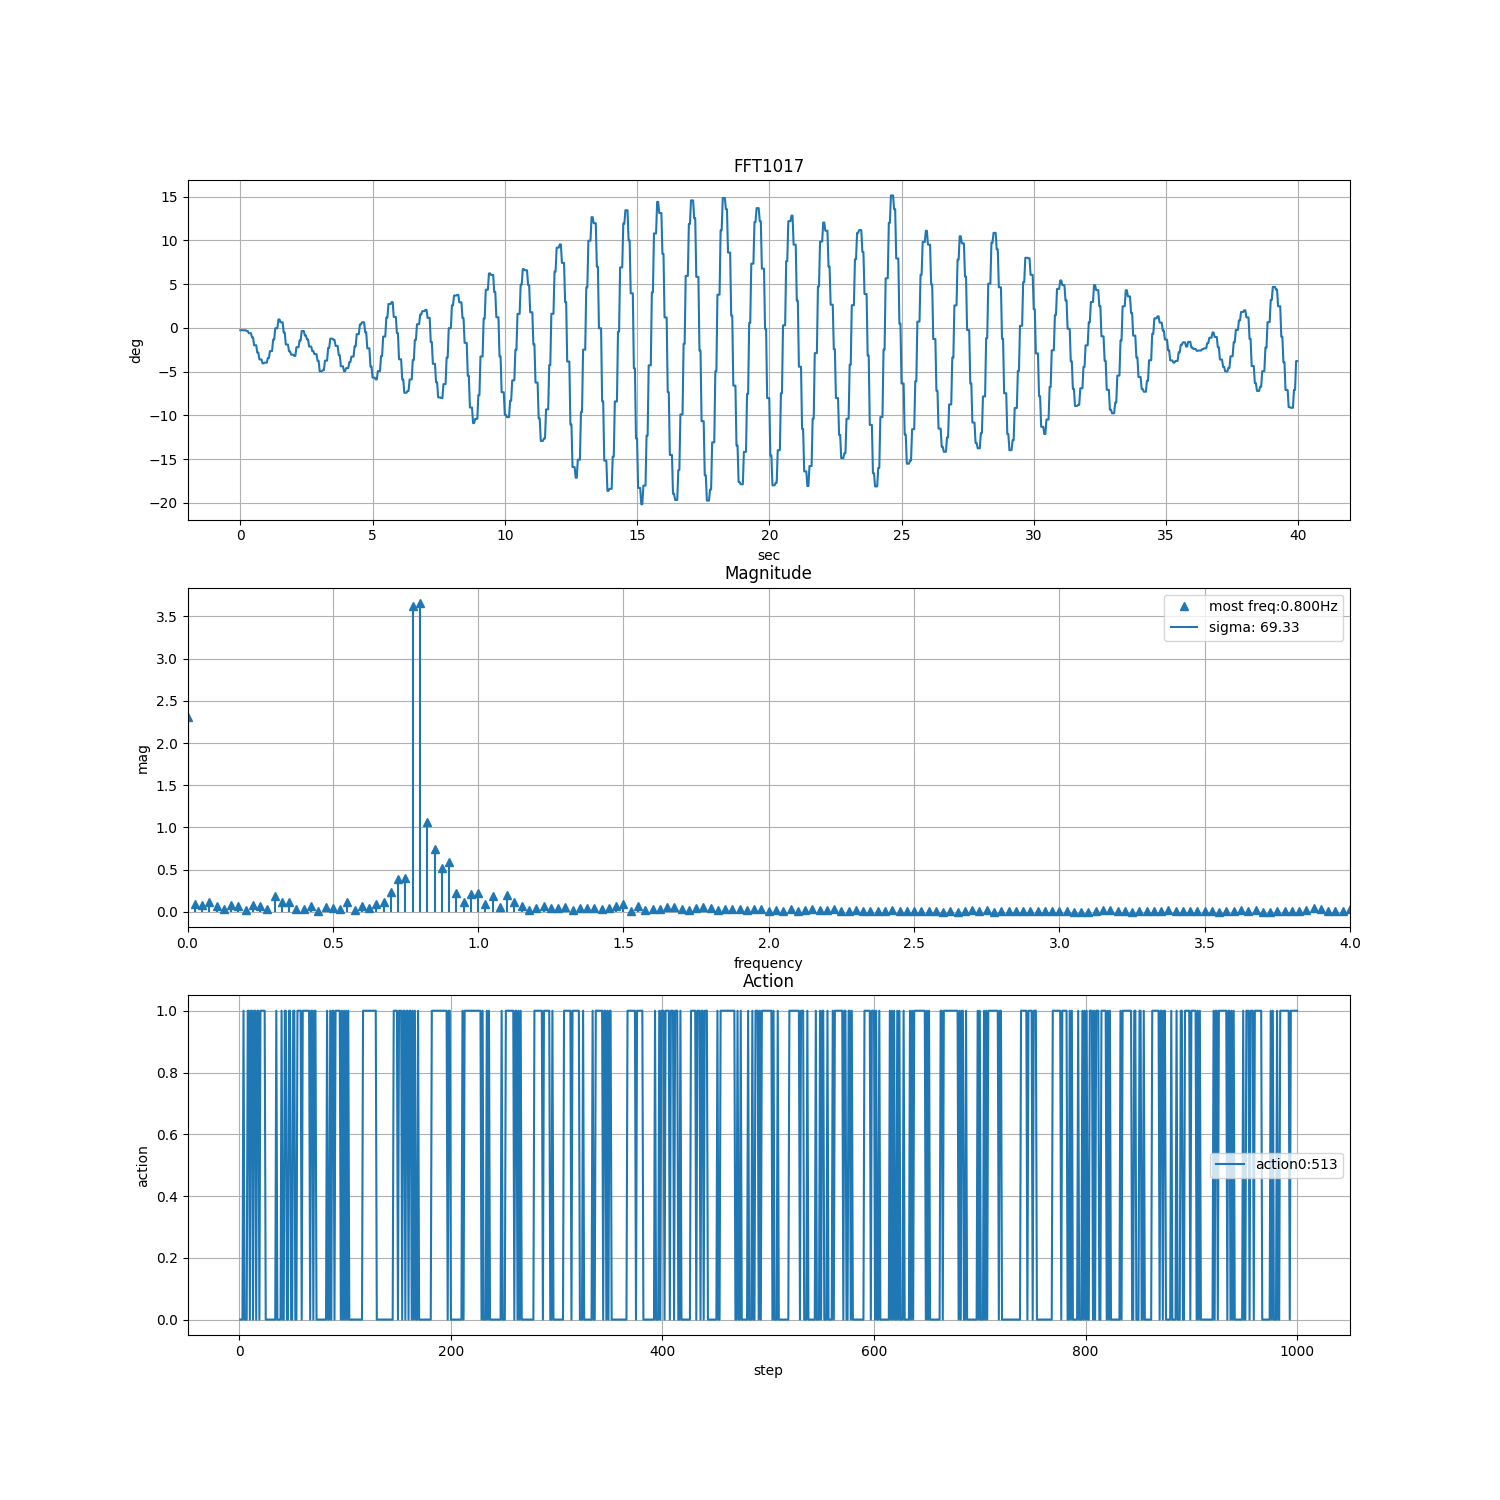 FFT1017
15
10
5
0
−5
−10
−15
−20
deg
0 5 10 15 20 25 30 35 40
sec
Magnitude
most freq:0.800Hz
sigma: 69.33
3.5
3.0
2.5
2.0
1.5
1.0
0.5
0.0
mag
0.0 0.5 1.0 1.5 2.0 2.5 3.0 3.5 4.0
frequency
Action
1.0
0.8
0.6
0.4
0.2
0.0
action
action0:513
0 200 400 600 800 1000
step